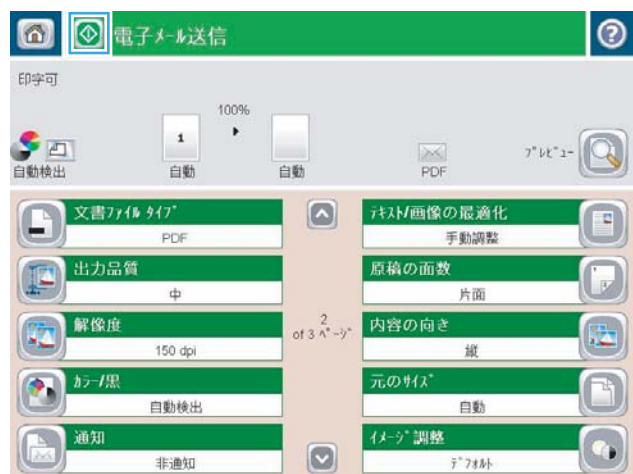 電子ﾒｰﾙ送信
印字可
100%
1
自動検出
自動
自動
PDF
ﾌﾟﾚﾋﾞｭｰ
文書ﾌｧｲﾙ ﾀｲﾌﾟ
PDF
出力品質
中
解像度
150 dpi
ｶﾗｰ/黒
自動検出
通知
非通知
2
of 3 ﾍﾟｰｼﾞ
ﾃｷｽﾄ/画像の最適化
手動調整
原稿の面数
片面
内容の向き
縦
元のｻｲｽﾞ
自動
ｲﾒｰｼﾞ調整
ﾃﾞﾌｫﾙﾄ